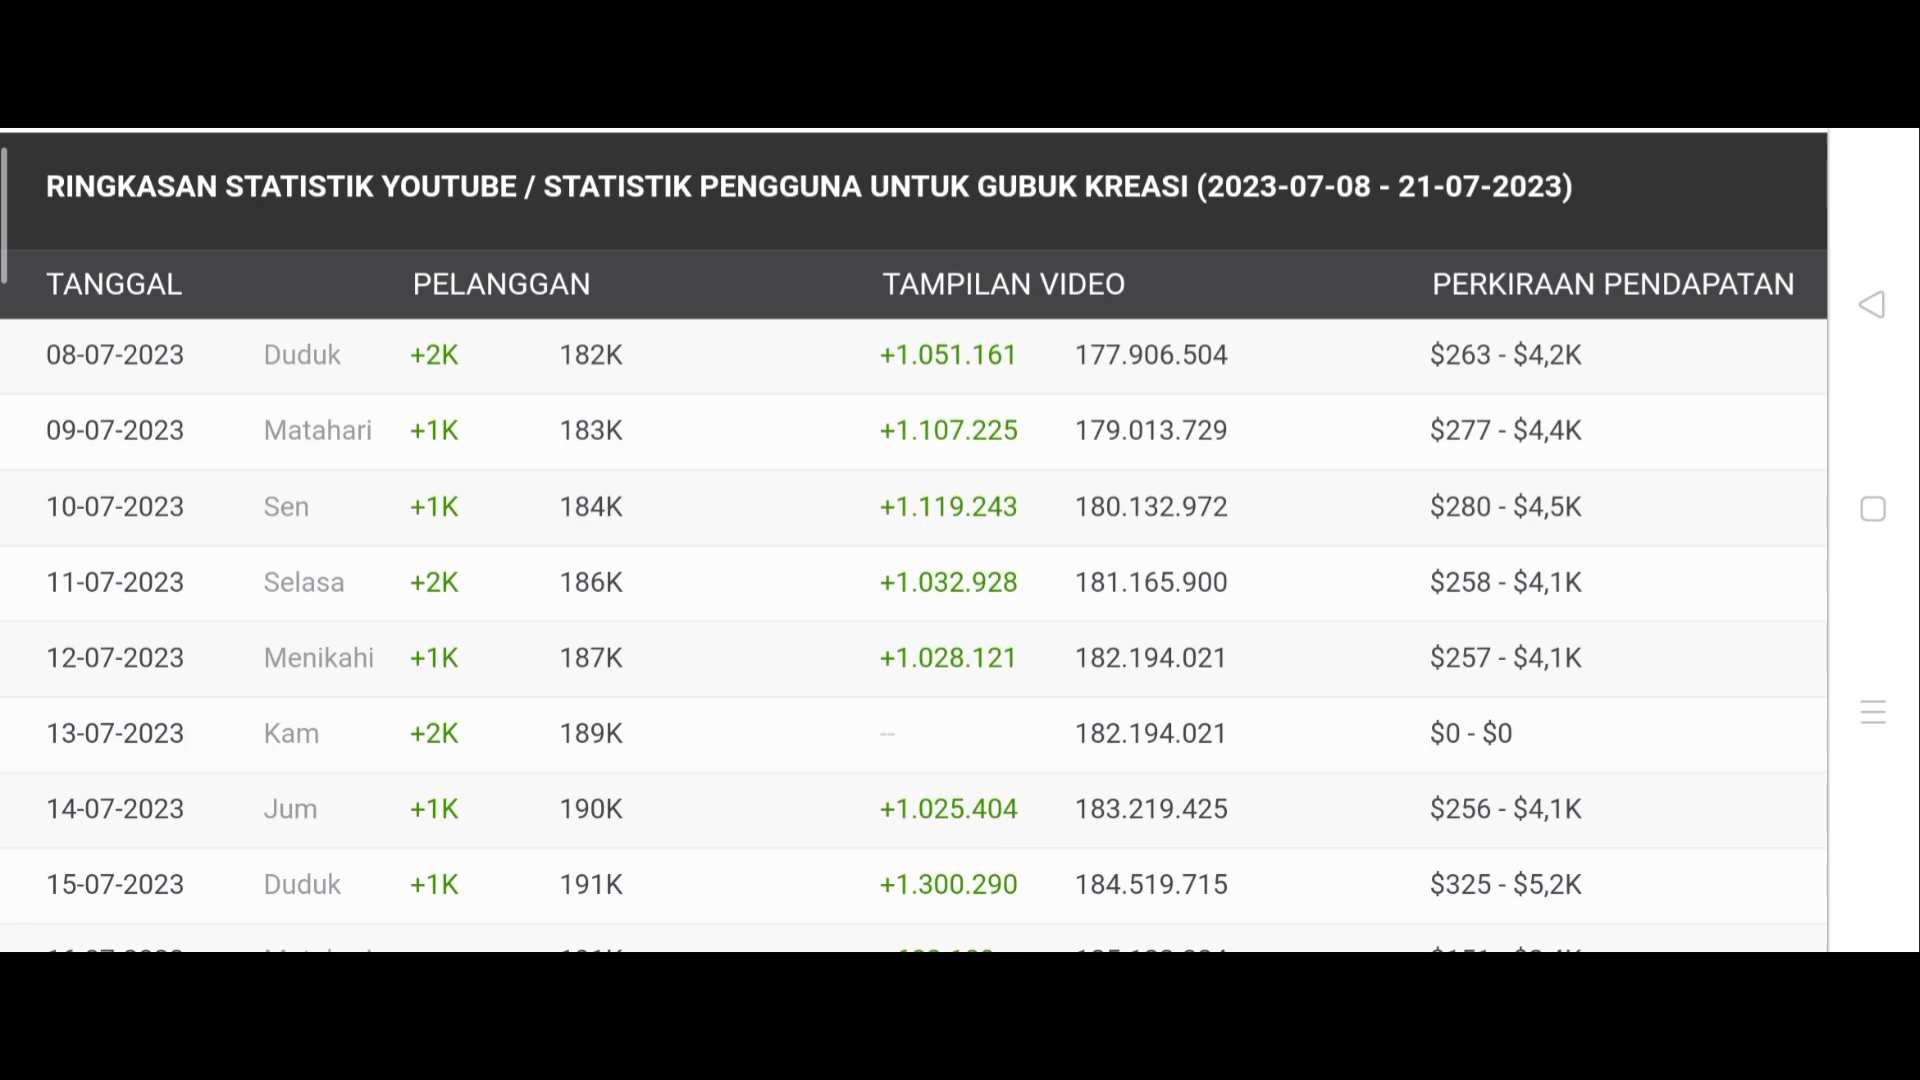 RINGKASAN STATISTIK YOUTUBE / STATISTIK PENGGUNA UNTUK GUBUK KREASI (2023-07-08 - 21-07-2023)
TANGGAL PELANGGAN TAMPILAN VIDEO PERKIRAAN PENDAPATAN
08-07-2023 Duduk +2K 182K +1.051.161 177.906.504 $263 - $4,2K
09-07-2023 Matahari +1K 183K +1.107.225 179.013.729 $277 - $4,4K
10-07-2023 Sen +1K 184K +1.119.243 180.132.972 $280 - $4,5K
11-07-2023 Selasa +2K 186K +1.032.928 181.165.900 $258 - $4,1K
12-07-2023 Menikahi +1K 187K +1.028.121 182.194.021 $257 - $4,1K
13-07-2023 Kam +2K 189K -- 182.194.021 $0 - $0
14-07-2023 Jum +1K 190K +1.025.404 183.219.425 $256 - $4,1K
15-07-2023 Duduk +1K 191K +1.300.290 184.519.715 $325 - $5,2K